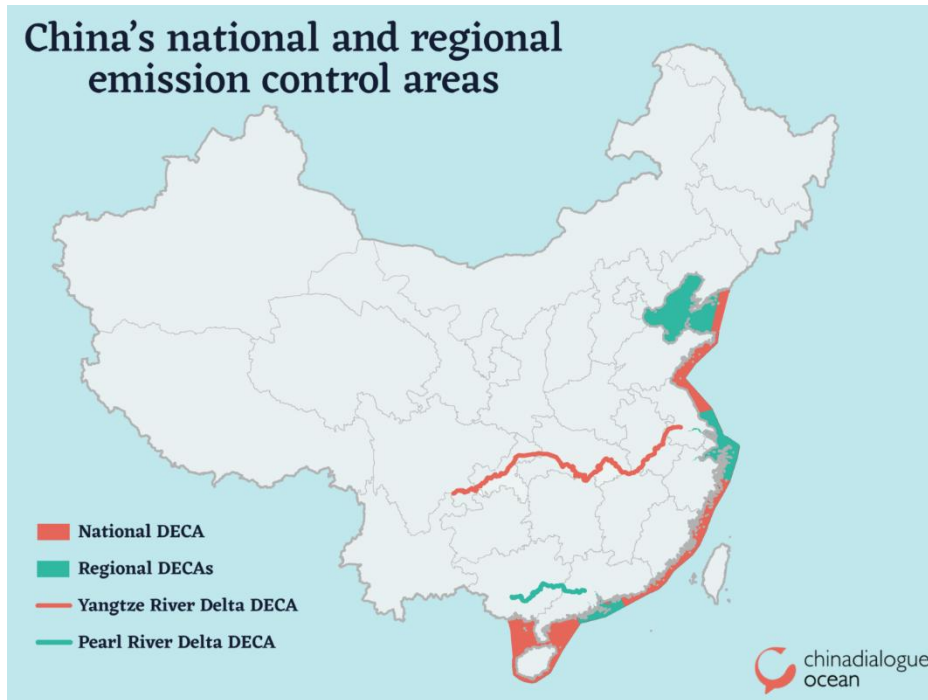 China’s national and regional
emission control areas
National DECA
Regional DECAs
Yangtze River Delta DECA
Pearl River Delta DECA
chinadialogue
ocean